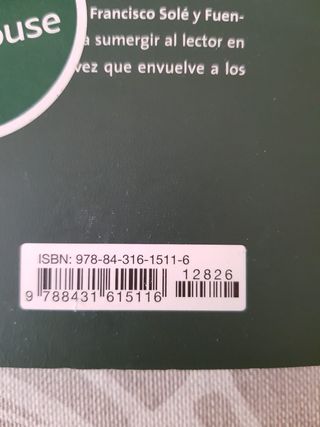 ouse
Francisco Solé y Fuen-
a sumergir al lector en
vez que envuelve a los
ISBN: 978-84-316-1511-6
12826
9 788431 615116